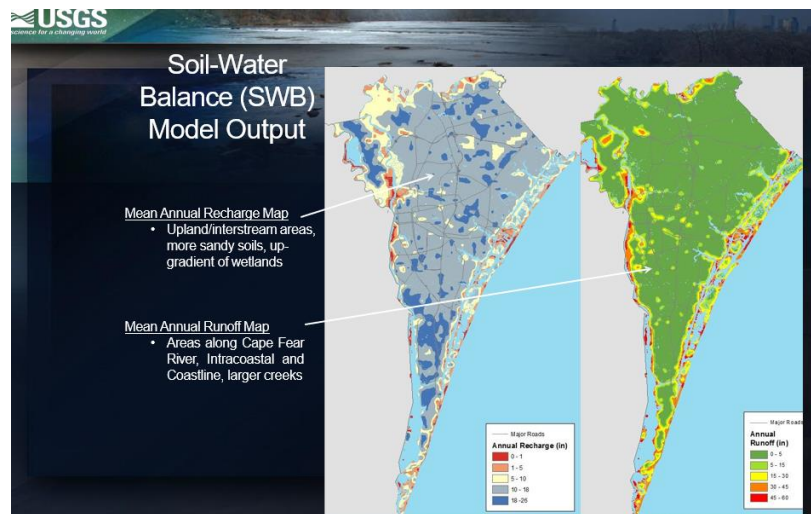 USGS
science for a changing world
Soil-Water
Balance (SWB)
Model Output
Mean Annual Recharge Map
• Upland/interstream areas,
more sandy soils, up-
gradient of wetlands
Mean Annual Runoff Map
• Areas along Cape Fear
River, Intracoastal and
Coastline, larger creeks
Major Roads
Annual Recharge (in)
0 - 1
1 - 5
5 - 10
10 - 18
18 - 26
Major Roads
Annual
Runoff (in)
0 - 5
5 - 15
15 - 30
30 - 45
45 - 60